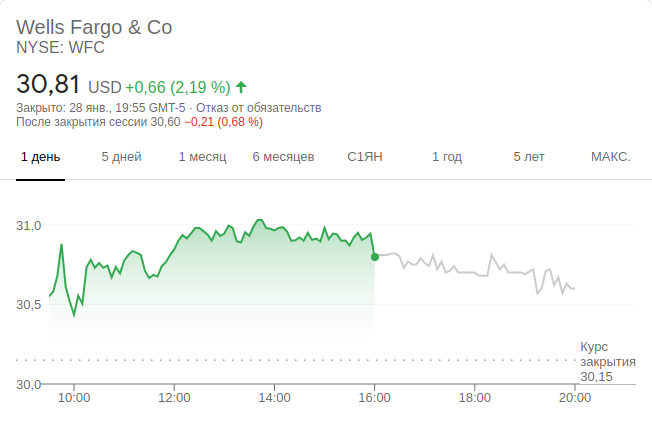 Wells Fargo & Co
NYSE: WFC
30,81 USD +0,66 (2,19 %)
Закрыто: 28 янв., 19:55 GMT-5 · Отказ от обязательств
После закрытия сессии 30,60 −0,21 (0,68 %)
1 день 5 дней 1 месяц 6 месяцев С1ЯН 1 год 5 лет МАКС.
31,0
30,5
Курс
закрытия
30,15
30,0
10:00 12:00 14:00 16:00 18:00 20:00